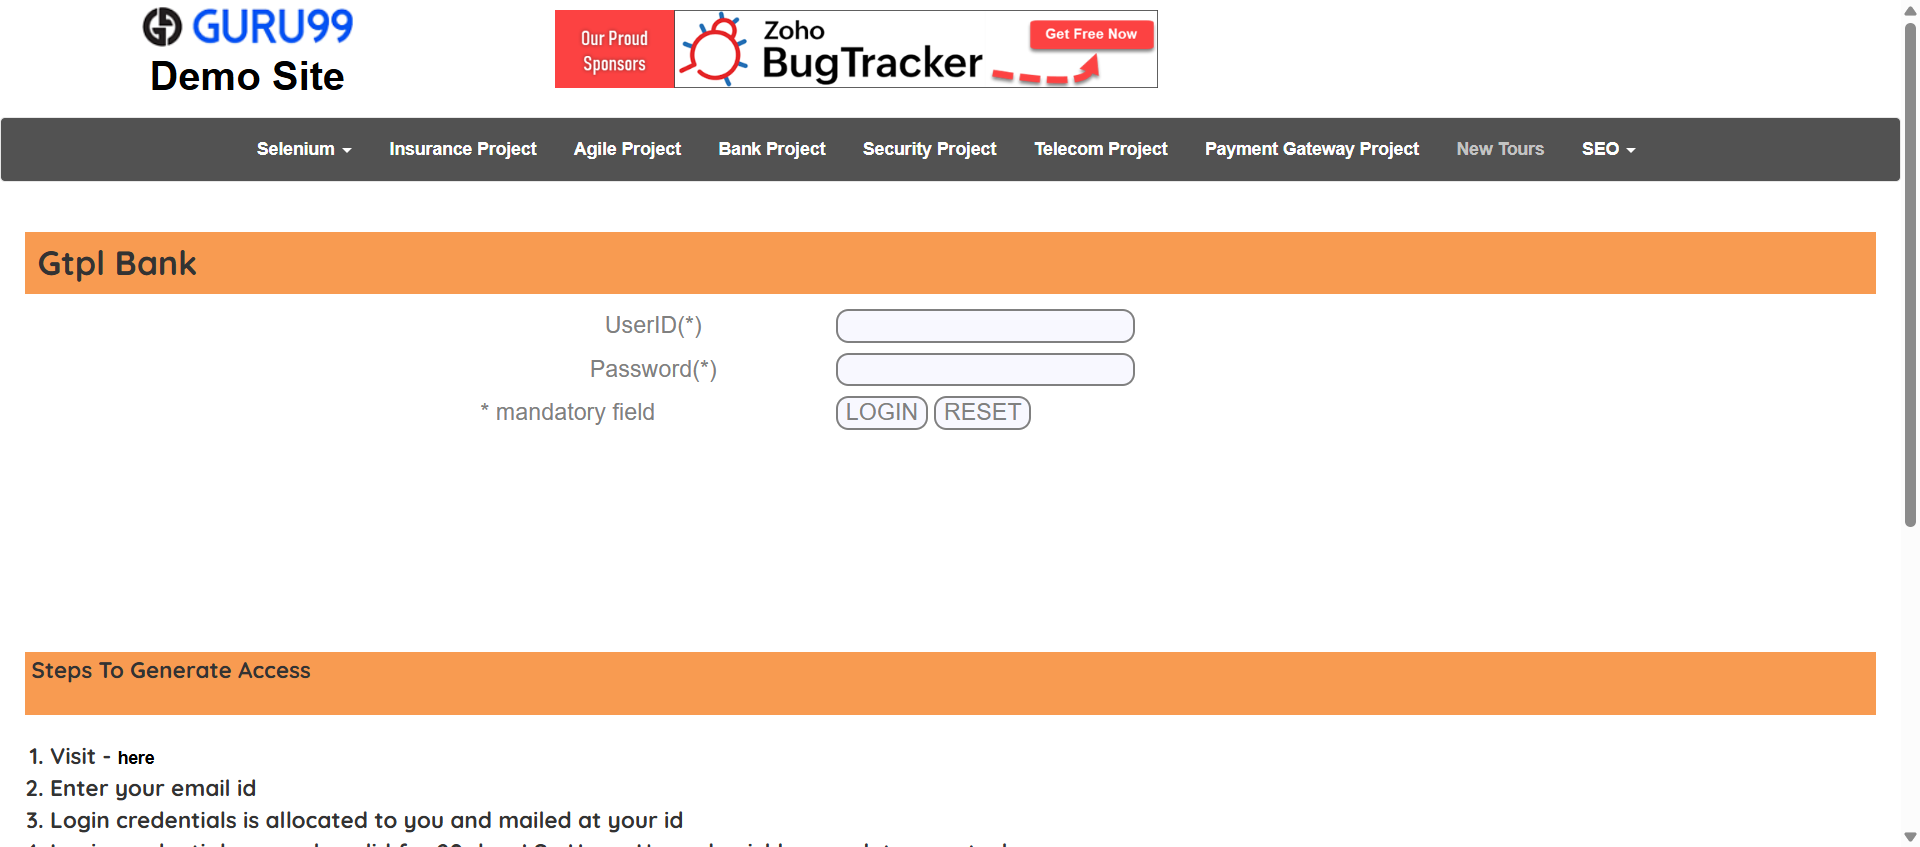 GURU99
Demo Site
Our Proud
Sponsors
Zoho
BugTracker
Get Free Now
Selenium Insurance Project Agile Project Bank Project Security Project Telecom Project Payment Gateway Project New Tours SEO
Gtpl Bank
UserID(*)
Password(*)
* mandatory field LOGIN RESET
Steps To Generate Access
1. Visit - here
2. Enter your email id
3. Login credentials is allocated to you and mailed at your id